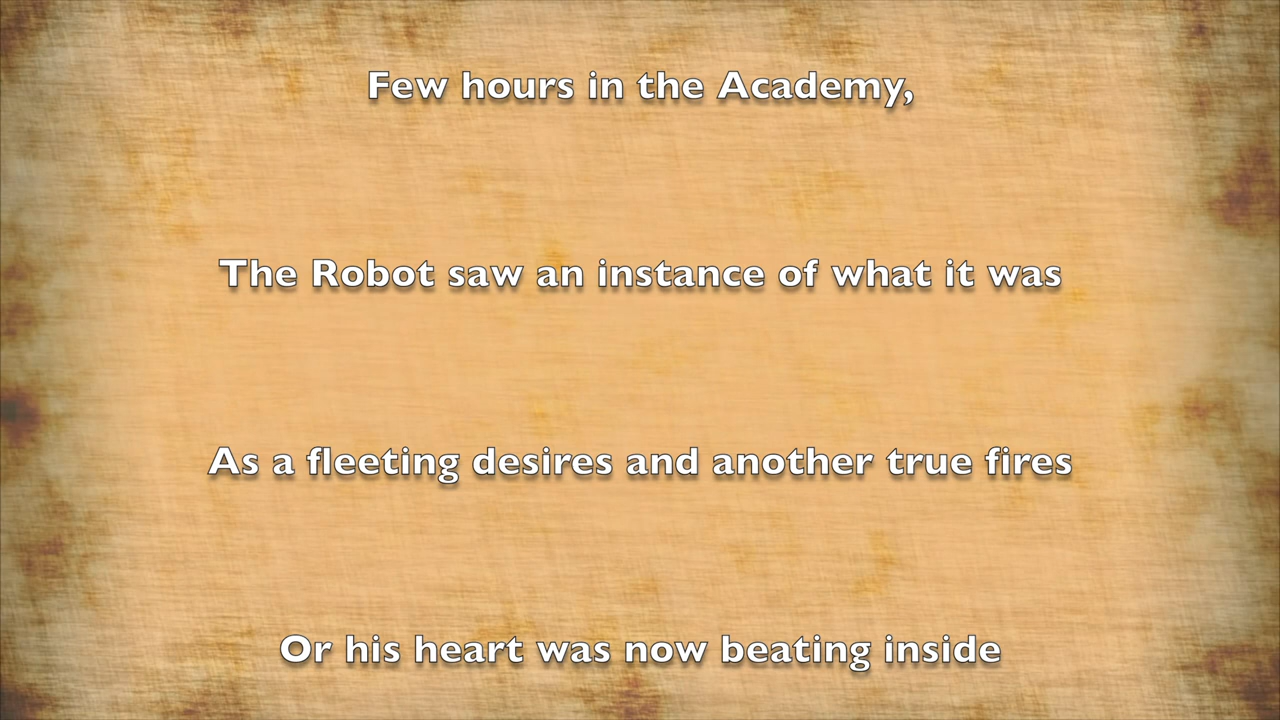 Few hours in the Academy,
The Robot saw an instance of what it was
As a fleeting desires and another true fires
Or his heart was now beating inside